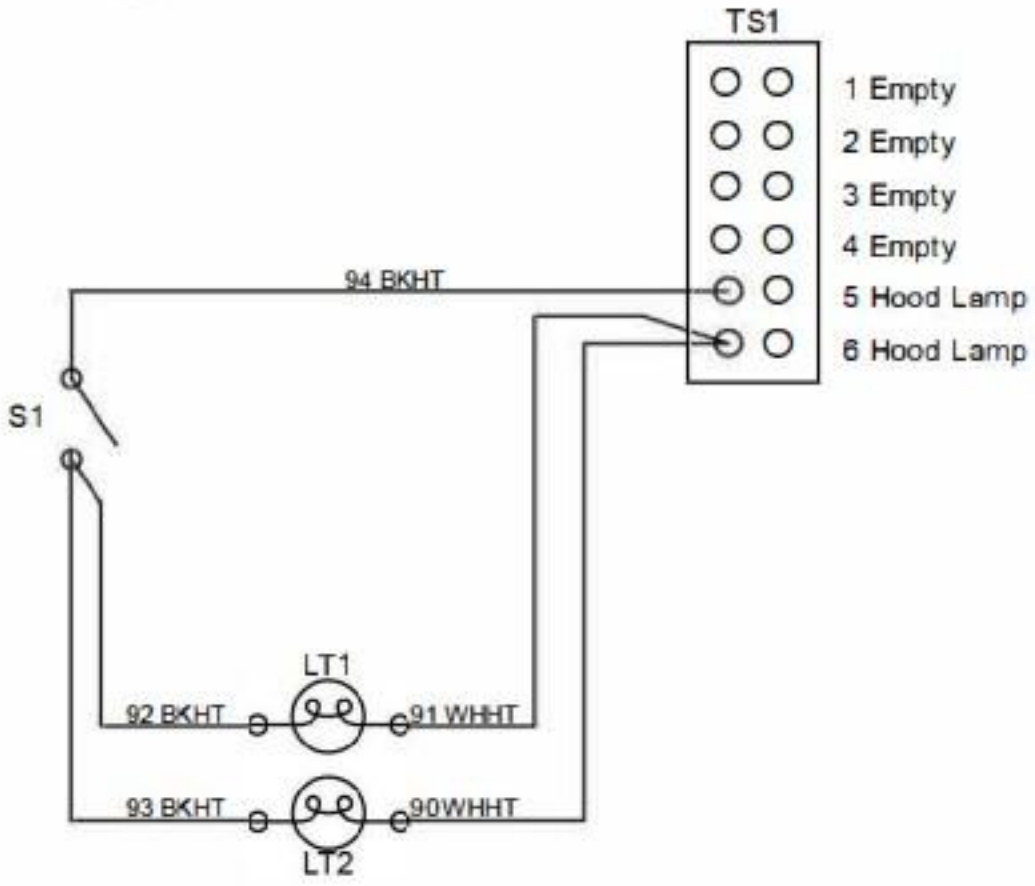 TS1
1 Empty
2 Empty
3 Empty
4 Empty
94 BKHT
5 Hood Lamp
6 Hood Lamp
S1
LT1
92 BKHT
91 WHHT
93 BKHT
90WHHT
LT2